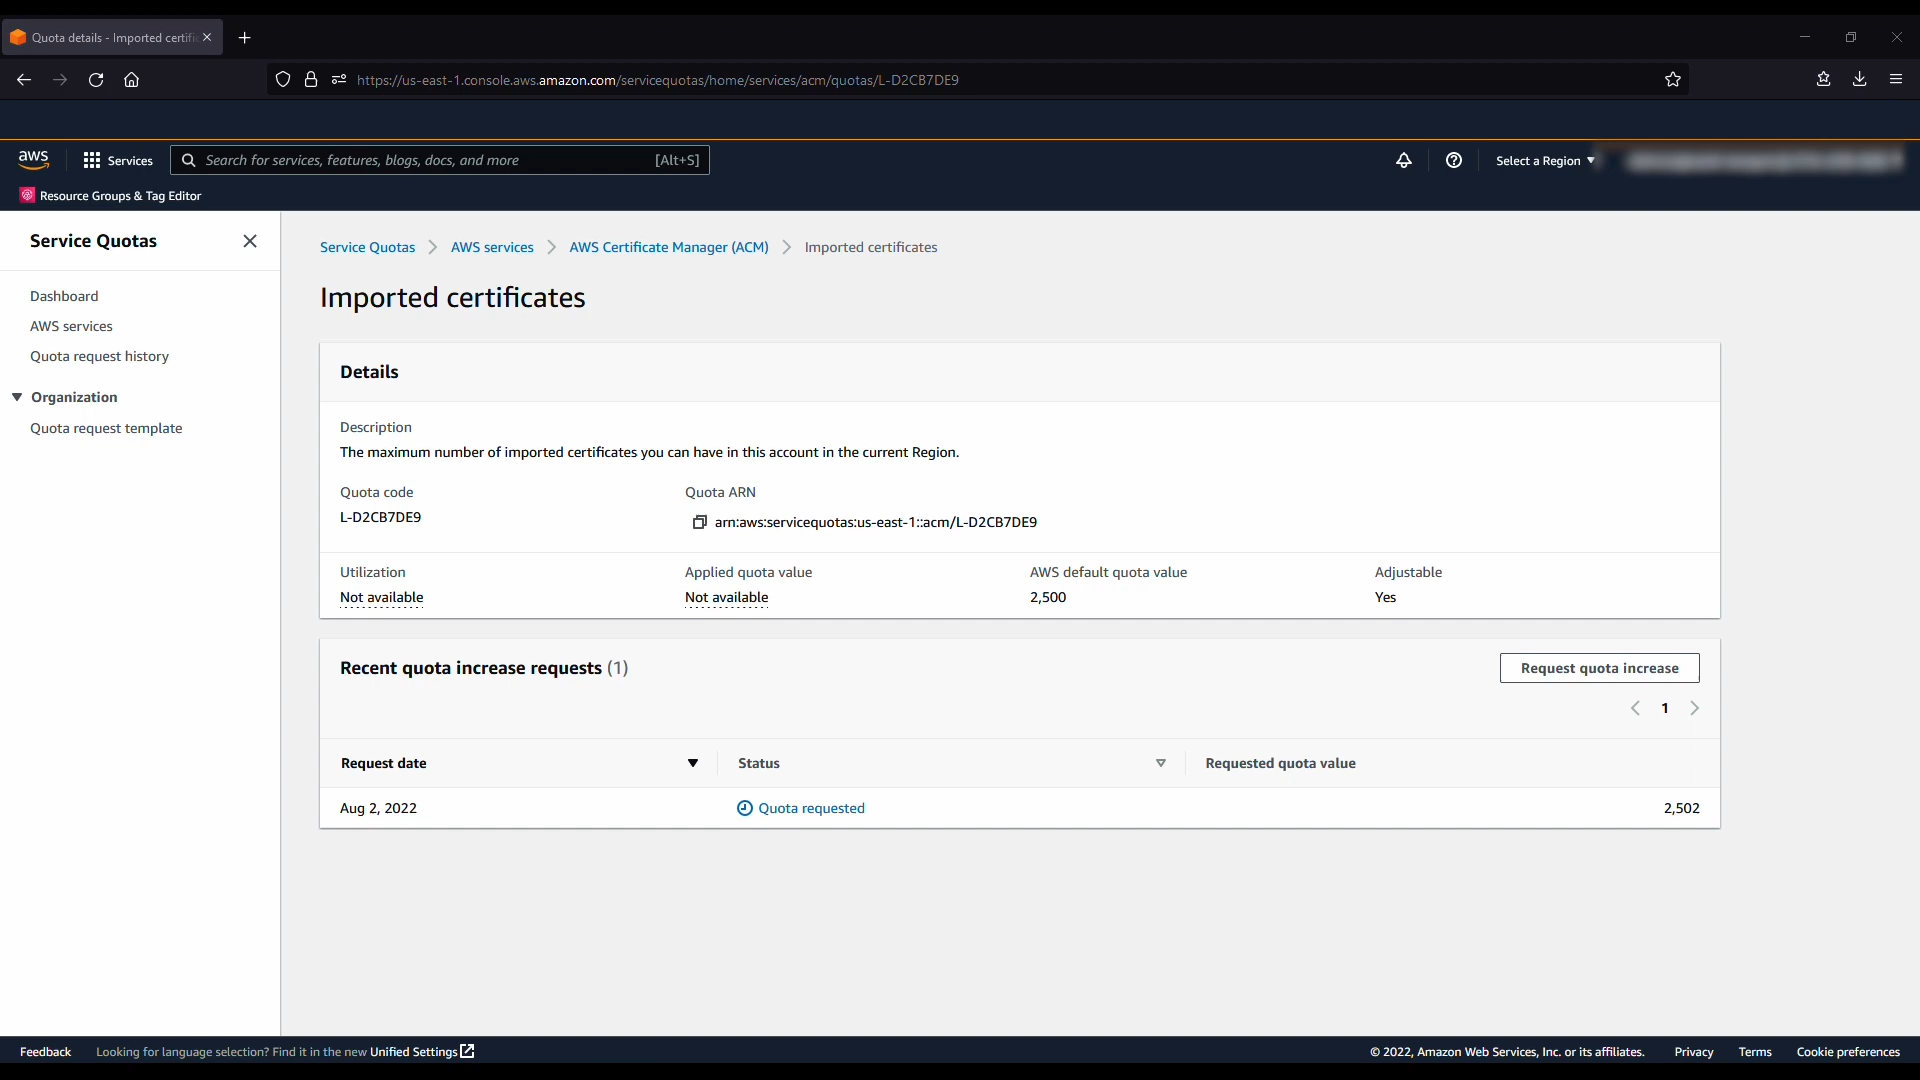 Quota details - Imported certifi
https://us-east-1.console.aws.amazon.com/servicequotas/home/services/acm/quotas/L-D2CB7DE9
aws
Services
Search for services, features, blogs, docs, and more
[Alt+S]
Select a Region
Resource Groups & Tag Editor
Service Quotas
Dashboard
AWS services
Quota request history
Organization
Quota request template
Service Quotas
AWS services
AWS Certificate Manager (ACM)
Imported certificates
Imported certificates
Details
Description
The maximum number of imported certificates you can have in this account in the current Region.
Quota code
L-D2CB7DE9
Quota ARN
arn:aws:servicequotas:us-east-1::acm/L-D2CB7DE9
Utilization
Not available
Applied quota value
Not available
AWS default quota value
2,500
Adjustable
Yes
Recent quota increase requests (1)
Request quota increase
1
Request date
Status
Requested quota value
Aug 2, 2022
Quota requested
2,502
Feedback
Looking for language selection? Find it in the new Unified Settings
© 2022, Amazon Web Services, Inc. or its affiliates.
Privacy
Terms
Cookie preferences